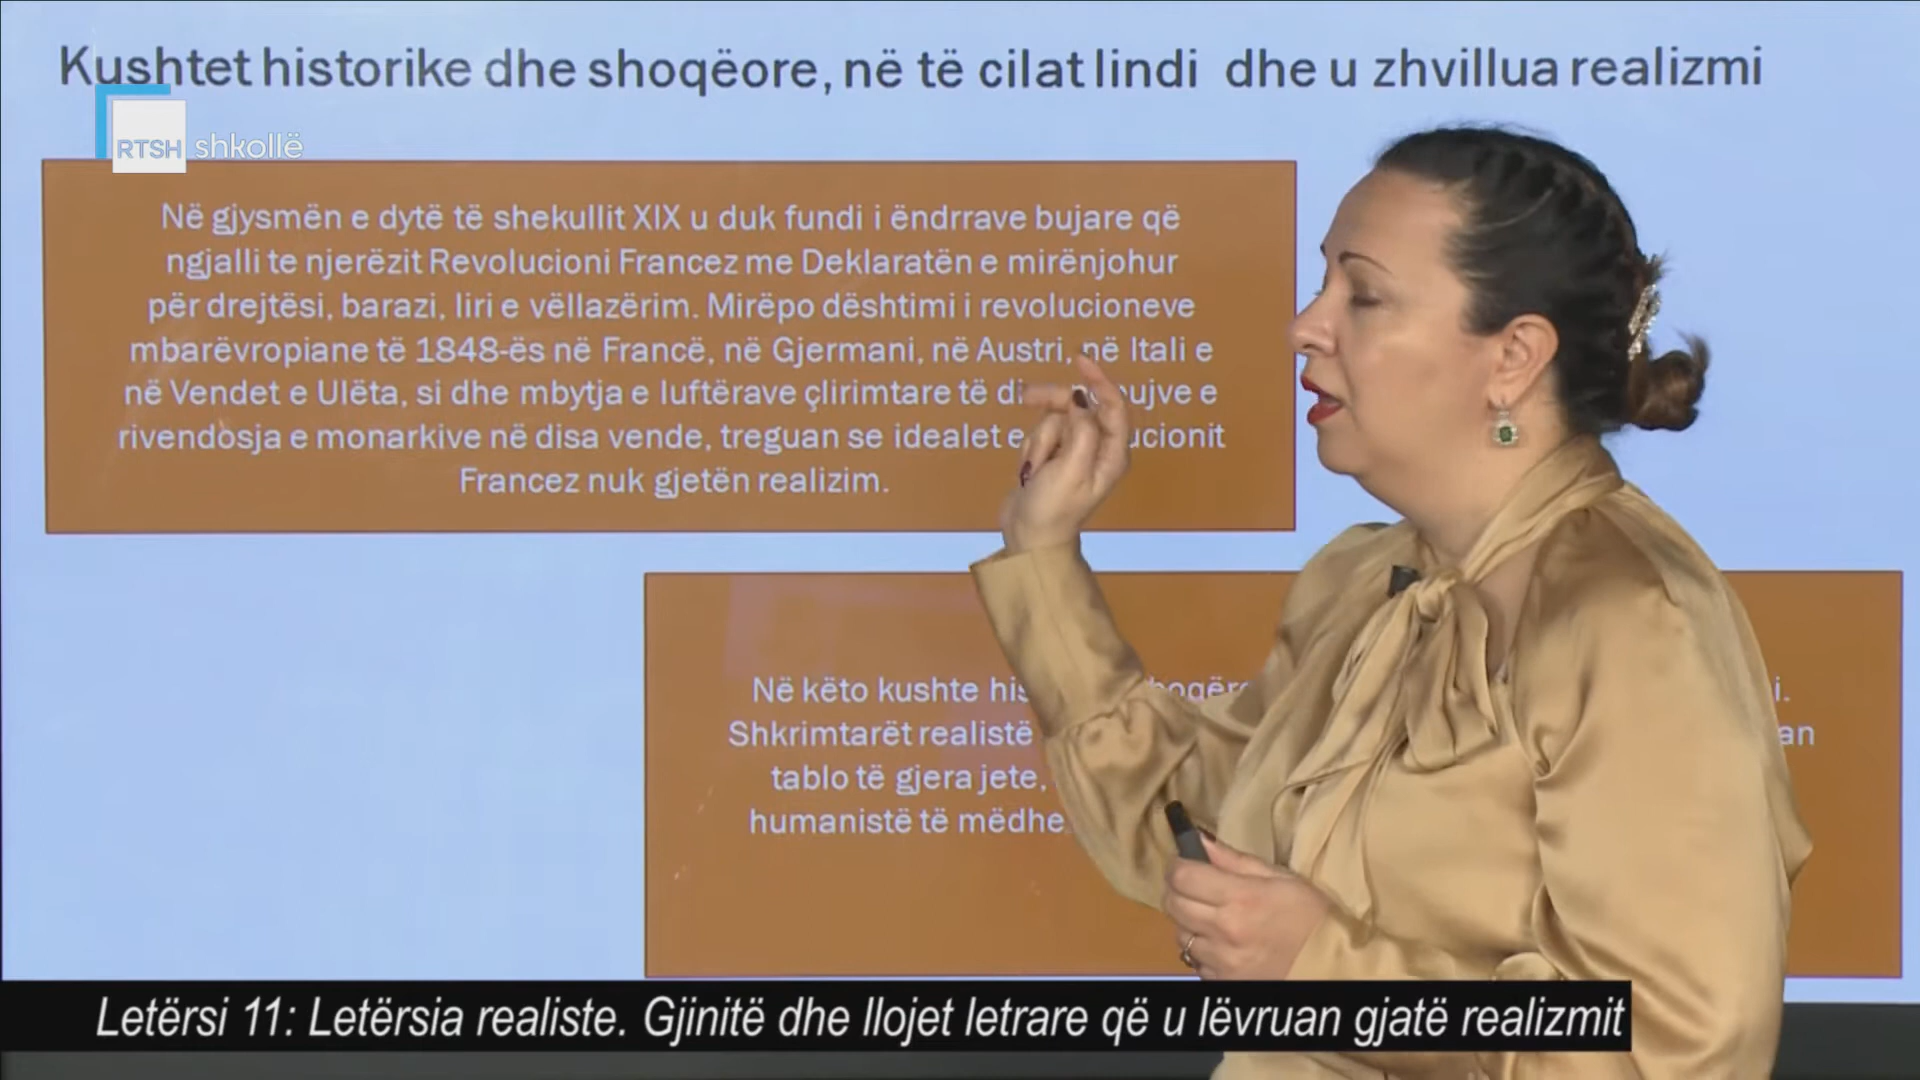 Kushtet historike dhe shoqëore, në të cilat lindi dhe u zhvillua realizmi
RTSH shkollë
Në gjysmën e dytë të shekullit XIX u duk fundi i ëndrrave bujare që
ngjalli te njerëzit Revolucioni Francez me Deklaratën e mirënjohur
për drejtësi, barazi, liri e vëllazërim. Mirëpo dështimi i revolucioneve
mbarëvropiane të 1848-ës në Francë, në Gjermani, në Austri, në Itali e
në Vendet e Ulëta, si dhe mbytja e luftërave çlirimtare të e
rivendosja e monarkive në disa vende, treguan se idealet e
Francez nuk gjetën realizim.
Në këto kushte
Shkrimtarët realistë
tablo të gjera jete,
humanistë të mëdhe
Letërsi 11: Letërsia realiste. Gjinitë dhe llojet letrare që u lëvruan gjatë realizmit